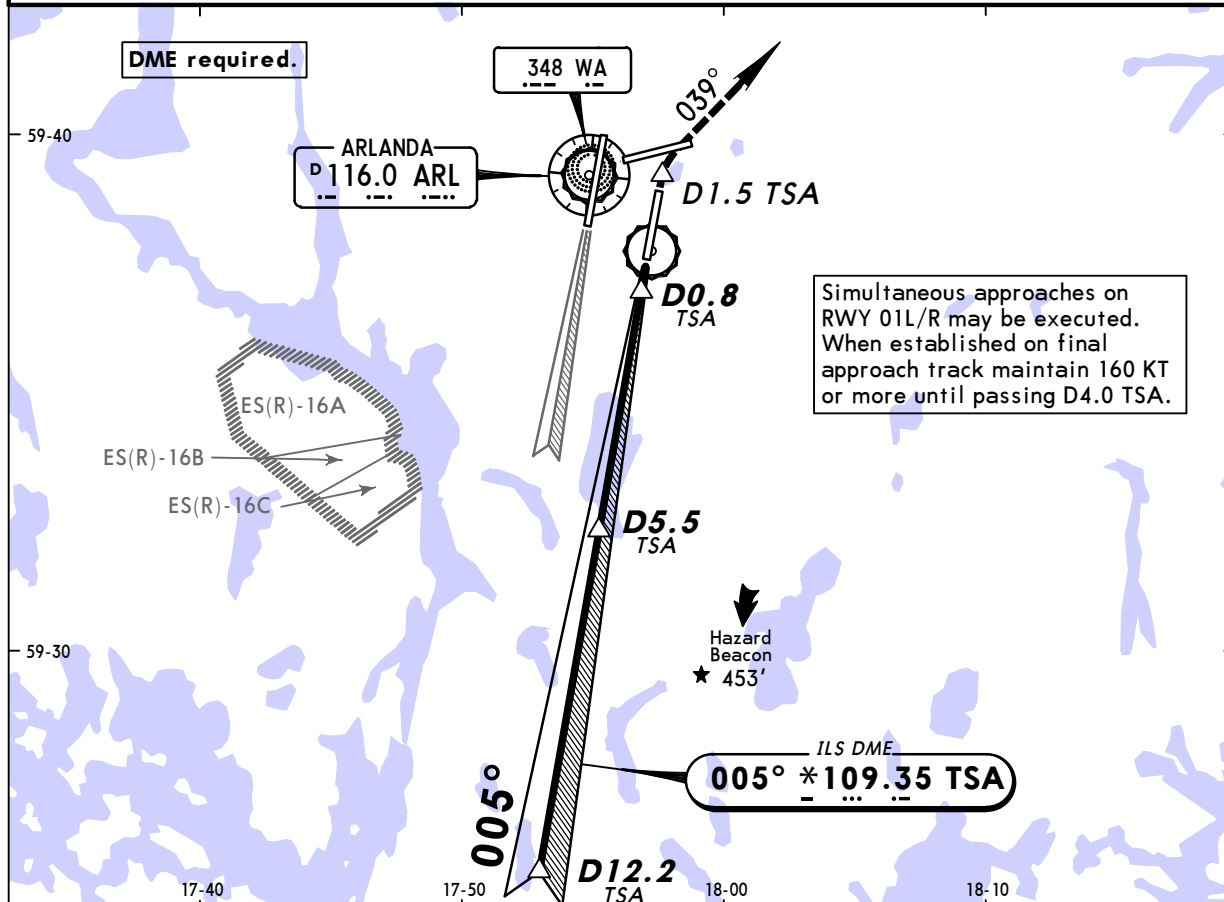 DME required.
348 WA
039°
59-40
ARLANDA
D 116.0 ARL
D1.5 TSA
D0.8
TSA
Simultaneous approaches on
RWY 01L/R may be executed.
When established on final
approach track maintain 160 KT
or more until passing D4.0 TSA.
ES(R)-16A
ES(R)-16B
ES(R)-16C
D5.5
TSA
59-30
Hazard
Beacon
453'
ILS DME
005° *109.35 TSA
005°
D12.2
TSA
17-40
17-50
18-00
18-10